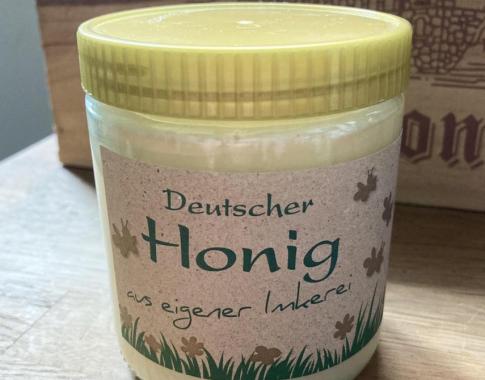 Deutscher
Honig
aus eigener Imkerei